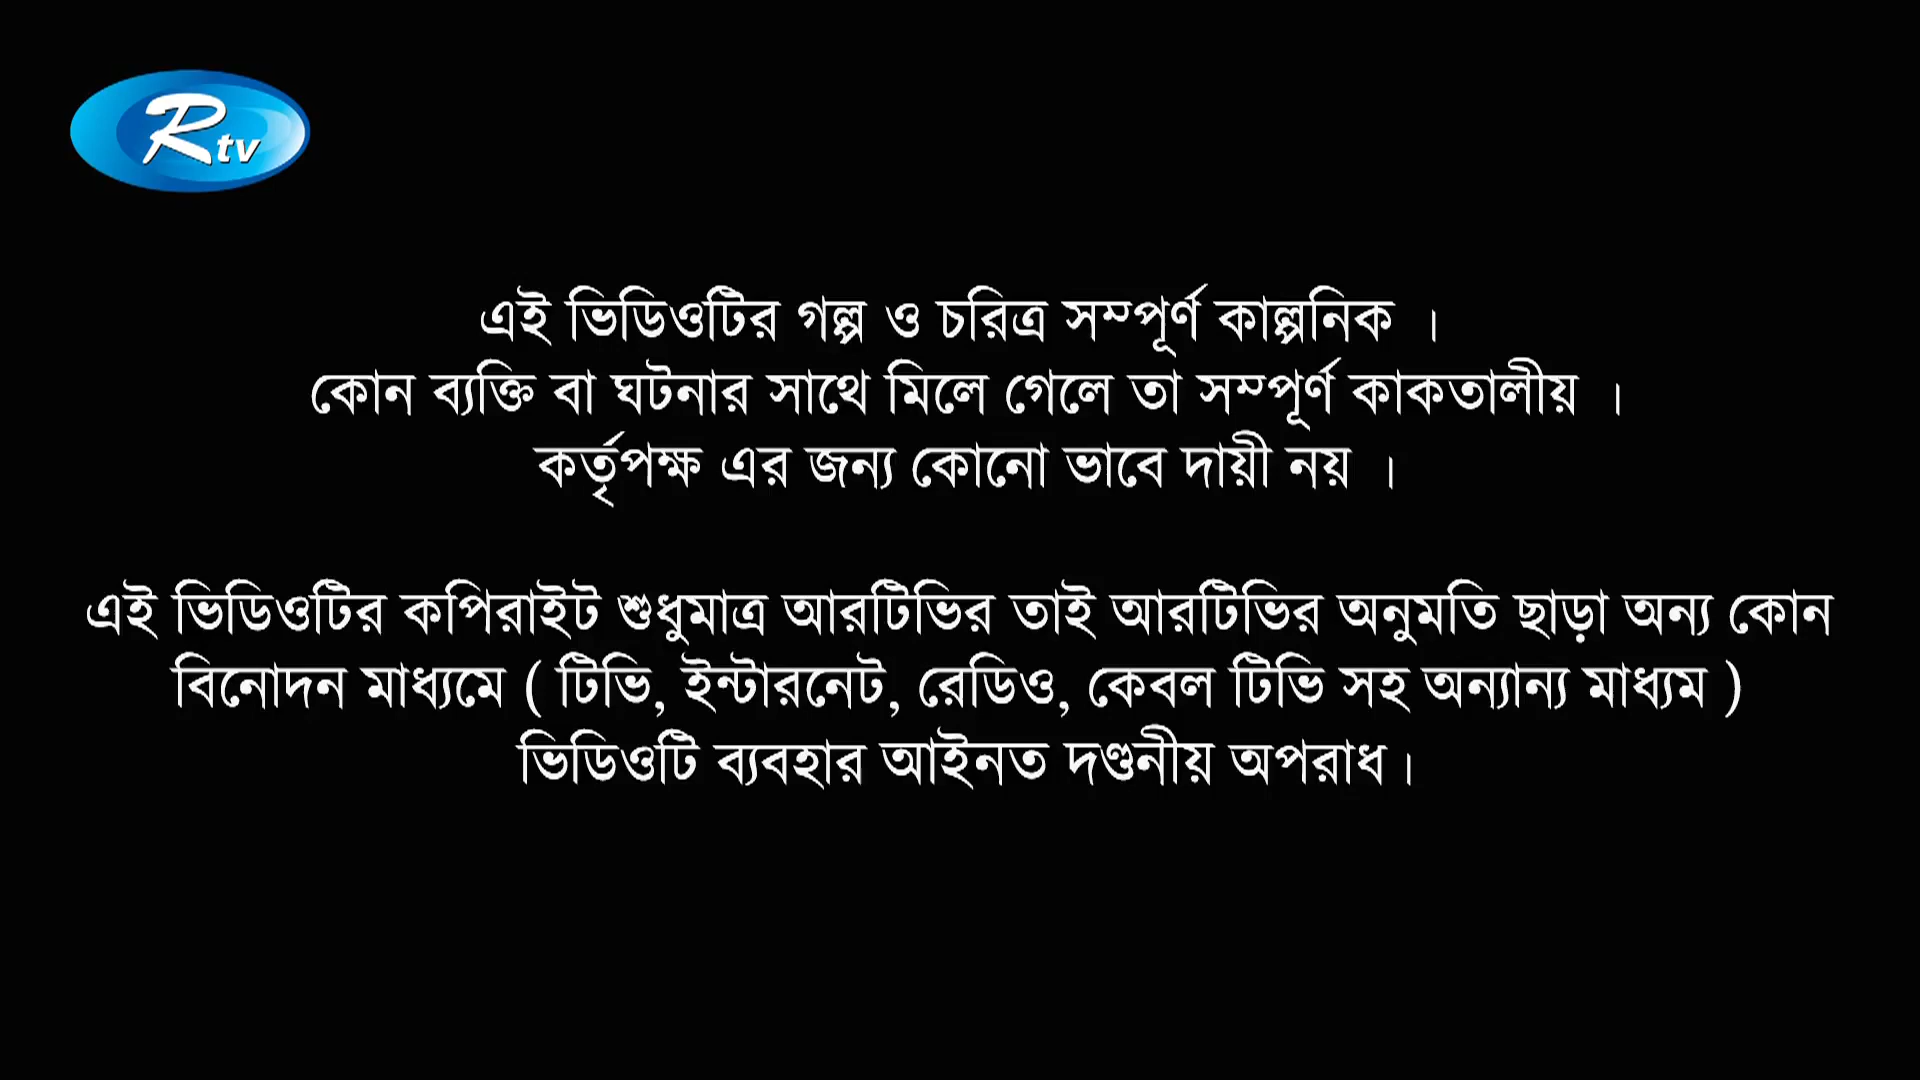 Rtv
এই ভিডিওটির গল্প ও চরিত্র সম্পূর্ণ কাল্পনিক ।
কোন ব্যক্তি বা ঘটনার সাথে মিলে গেলে তা সম্পূর্ণ কাকতালীয় ।
কর্তৃপক্ষ এর জন্য কোনো ভাবে দায়ী নয় ।
এই ভিডিওটির কপিরাইট শুধুমাত্র আরটিভির তাই আরটিভির অনুমতি ছাড়া অন্য কোন
বিনোদন মাধ্যমে ( টিভি, ইন্টারনেট, রেডিও, কেবল টিভি সহ অন্যান্য মাধ্যম )
ভিডিওটি ব্যবহার আইনত দণ্ডনীয় অপরাধ।